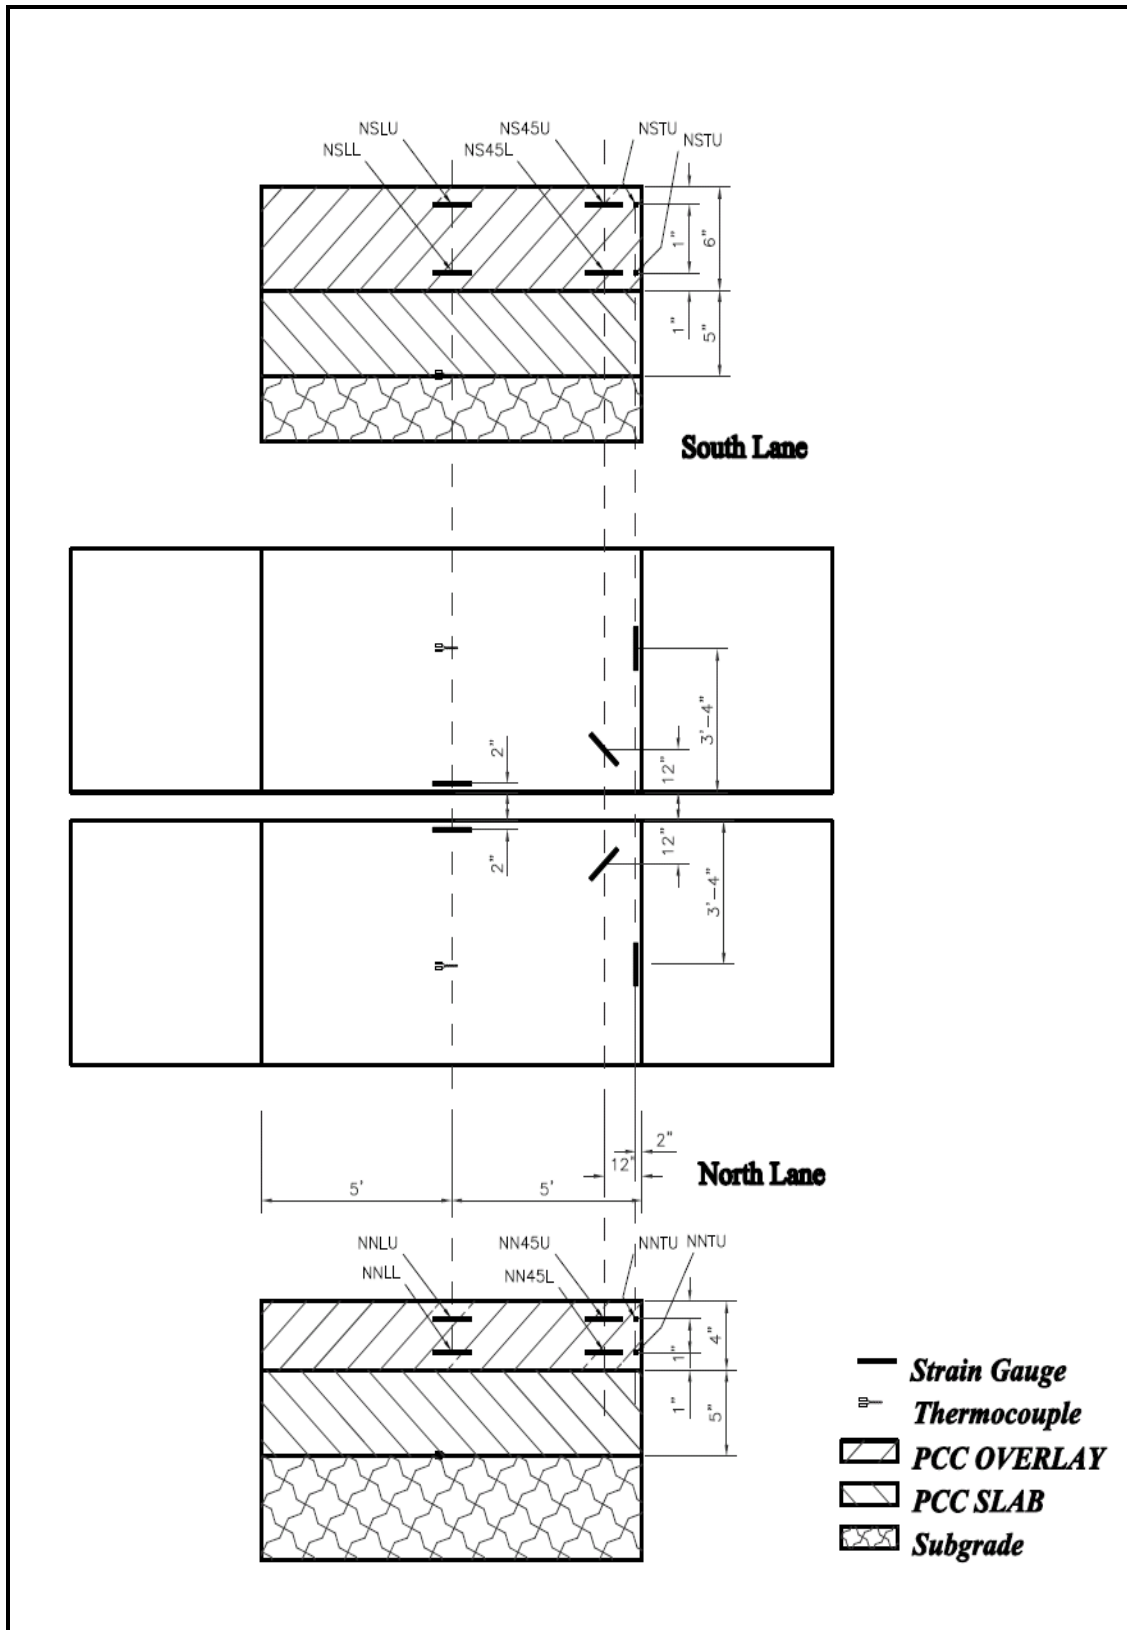 NSLU
NS45U
NSTU
NSLL
NS45L
NSTU
1"
6"
1"
5"
South Lane
2"
12"
3'-4"
2"
12"
3'-4"
2"
12"
North Lane
5'
5'
NNLU
NN45U
NNTU
NNTU
NNLL
NN45L
1"
4"
1"
5"
Strain Gauge
Thermocouple
PCC OVERLAY
PCC SLAB
Subgrade